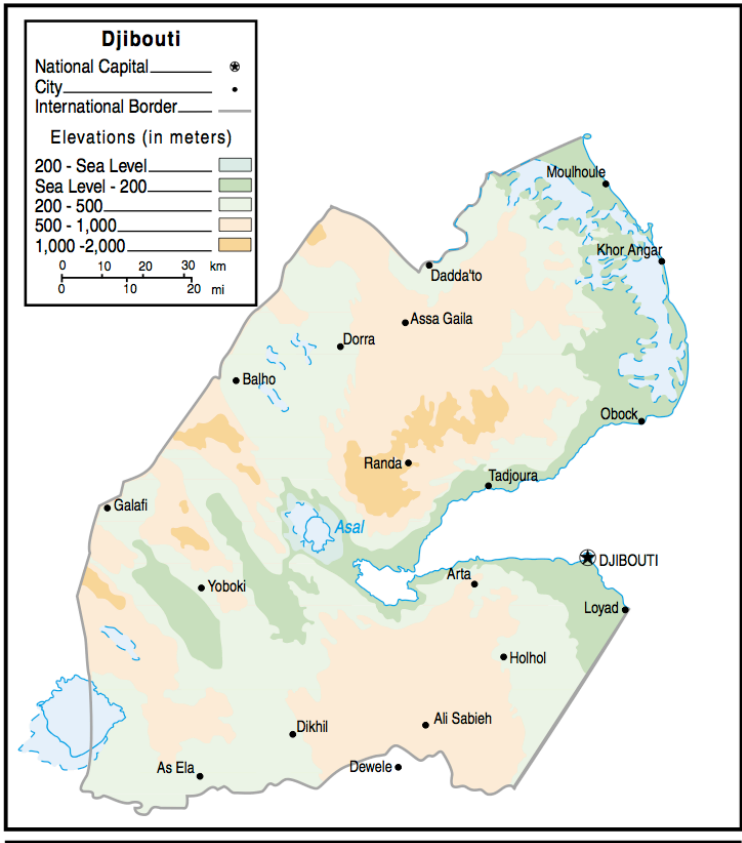 Djibouti
National Capital
City
International Border
Elevations (in meters)
200 - Sea Level
Sea Level - 200
200 - 500
500 - 1,000
1,000 -2,000
0 10 20 30 km
0 10 20 mi
Moulhoule
Khor Angar
Dadda'to
Assa Gaila
Dorra
Balho
Obock
Randa
Tadjoura
Galafi
Asal
DJIBOUTI
Arta
Yoboki
Loyad
Holhol
Ali Sabieh
Dikhil
Dewele
As Ela